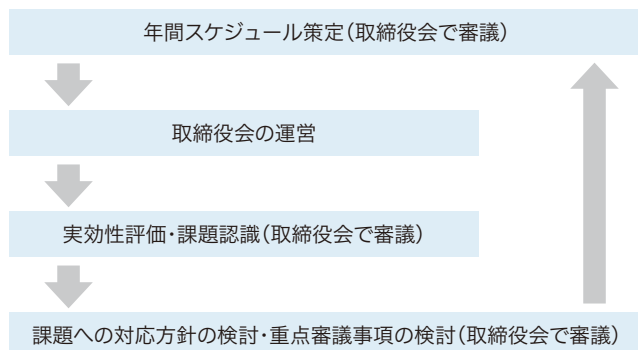 年間スケジュール策定(取締役会で審議)
取締役会の運営
実効性評価・課題認識(取締役会で審議)
課題への対応方針の検討・重点審議事項の検討(取締役会で審議)